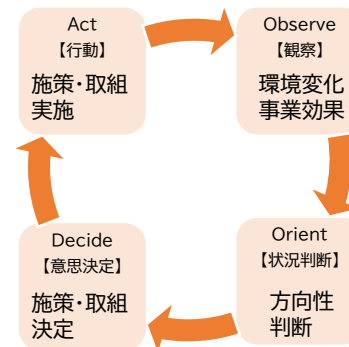 Act
【行動】
施策・取組
実施
Observe
【観察】
環境変化
事業効果
Orient
【状況判断】
方向性
判断
Decide
【意思決定】
施策・取組
決定